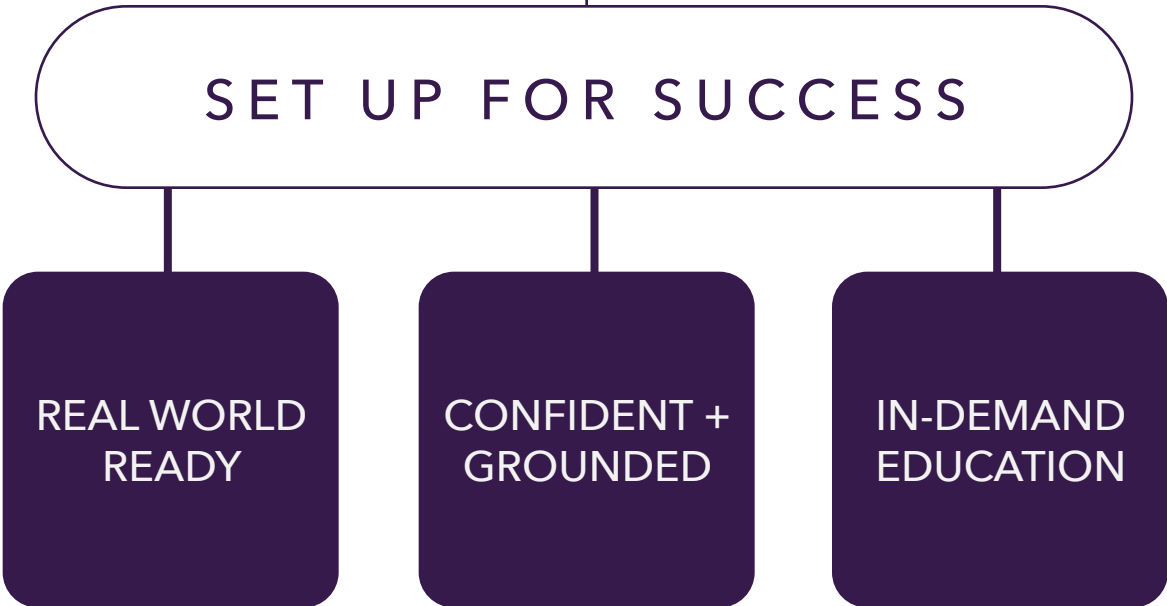 SET UP FOR SUCCESS
REAL WORLD
READY
CONFIDENT +
GROUNDED
IN-DEMAND
EDUCATION